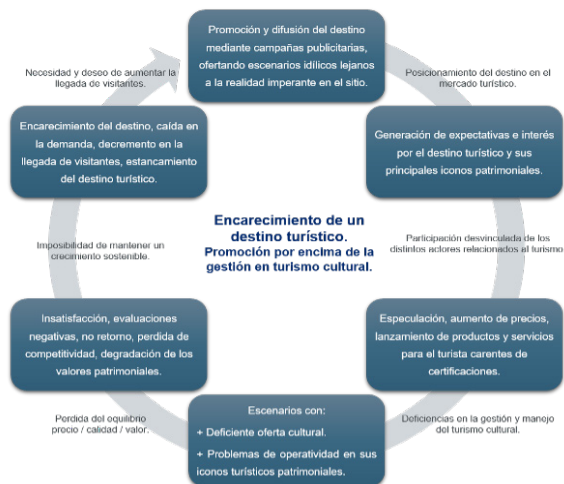 Promoción y difusión del destino
mediante campañas publicitarias,
ofertando escenarios idílicos lejanos
a la realidad imperante en el sitio.
Necesidad y deseo de aumentar la
llegada de visitantes.
Posicionamiento del destino en el
mercado turístico.
Encarecimiento del destino, caída en
la demanda, decremento en la
llegada de visitantes, estancamiento
del destino turístico.
Generación de expectativas e interés
por el destino turístico y sus
principales iconos patrimoniales.
Encarecimiento de un
destino turístico.
Promoción por encima de la
gestión en turismo cultural.
Imposibilidad de mantener un
crecimiento sostenible.
Participación desvinculada de los
distintos actores relacionados al turismo
Insatisfacción, evaluaciones
negativas, no retorno, perdida de
competitividad, degradación de los
valores patrimoniales.
Especulación, aumento de precios,
lanzamiento de productos y servicios
para el turista carentes de
certificaciones.
Perdida del equilibrio
precio / calidad / valor.
Escenarios con:
+ Deficiente oferta cultural.
+ Problemas de operatividad en sus
iconos turísticos patrimoniales.
Deficiencias en la gestión y manejo
del turismo cultural.